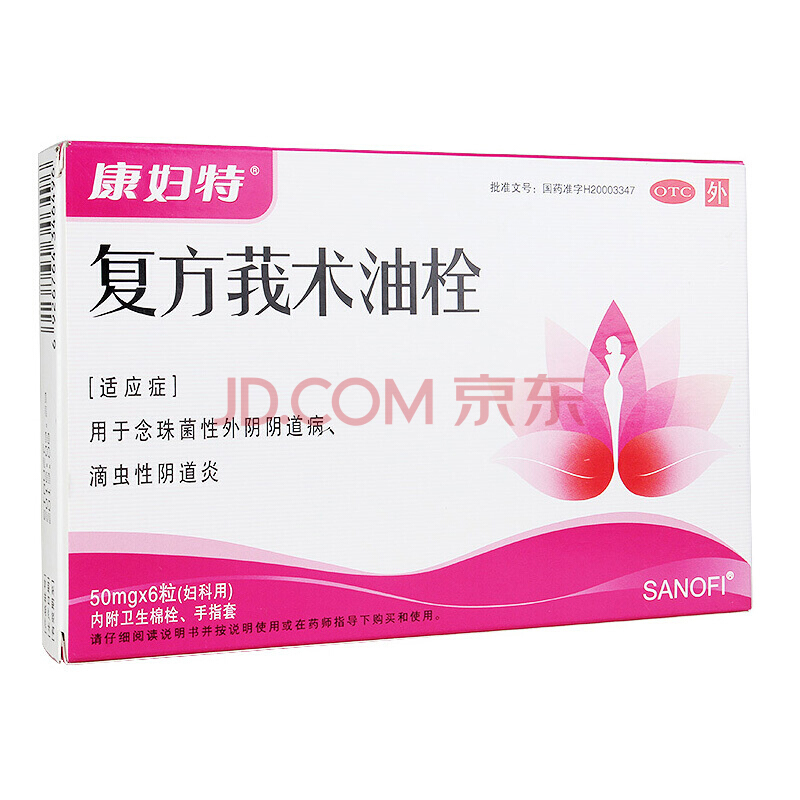 康妇特®
批准文号：国药准字H20003347
OTC
外
复方莪术油栓
[适应症]
JD.COM 京东
用于念珠菌性外阴阴道病、
滴虫性阴道炎
50mgx6粒(妇科用)
内附卫生棉栓、手指套
请仔细阅读说明书并按说明使用或在药师指导下购买和使用。
SANOFI®